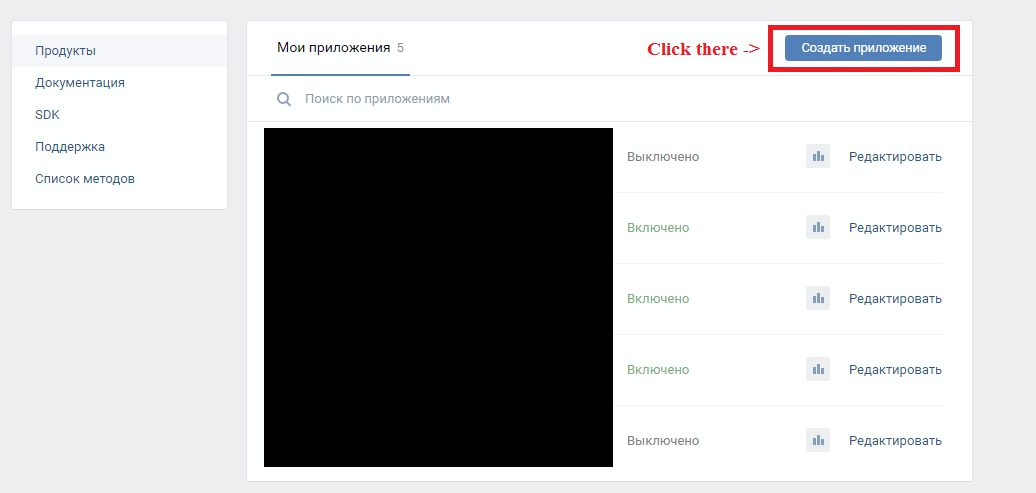 Продукты
Документация
SDK
Поддержка
Список методов
Мои приложения 5
Click there ->
Создать приложение
Поиск по приложениям
Выключено Редактировать
Включено Редактировать
Включено Редактировать
Включено Редактировать
Выключено Редактировать